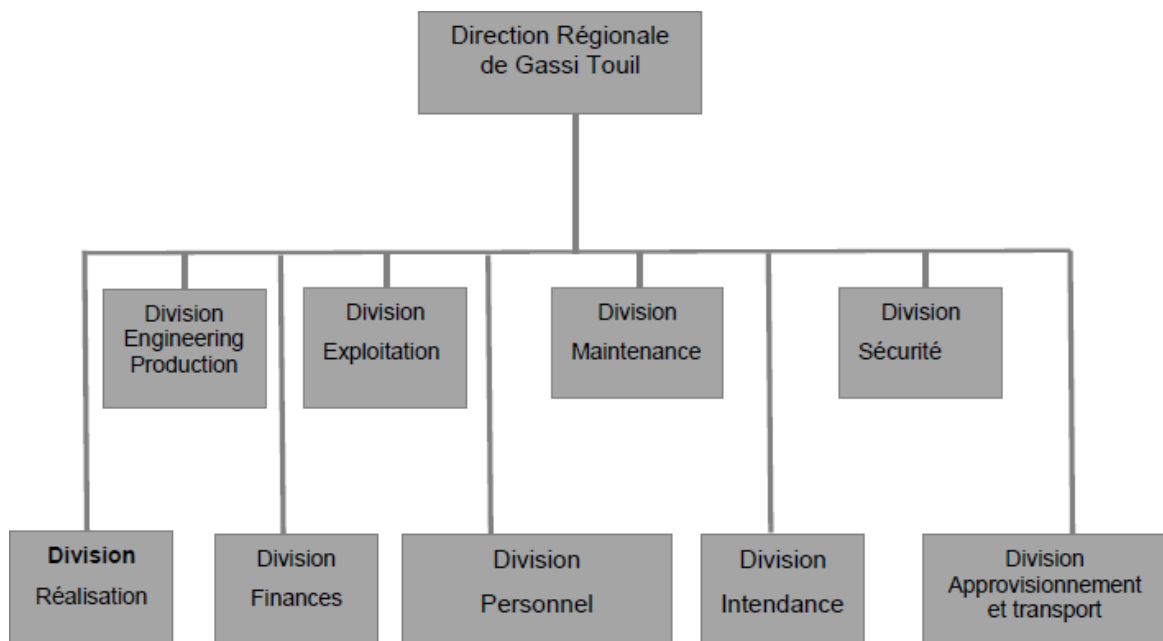 Direction Régionale
de Gassi Touil
Division
Engineering
Production
Division
Exploitation
Division
Maintenance
Division
Sécurité
Division
Réalisation
Division
Finances
Division
Personnel
Division
Intendance
Division
Approvisionnement
et transport